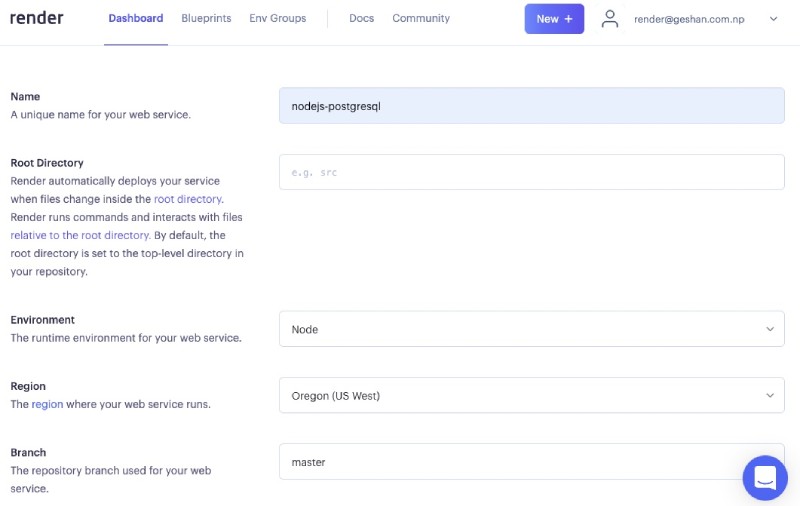 render Dashboard Blueprints Env Groups Docs Community New + render@geshan.com.np
Name
A unique name for your web service.
nodejs-postgresql
Root Directory
Render automatically deploys your service
when files change inside the root directory.
Render runs commands and interacts with files
relative to the root directory. By default, the
root directory is set to the top-level directory in
your repository.
e.g. src
Environment
The runtime environment for your web service.
Node
Region
The region where your web service runs.
Oregon (US West)
Branch
The repository branch used for your web
service.
master